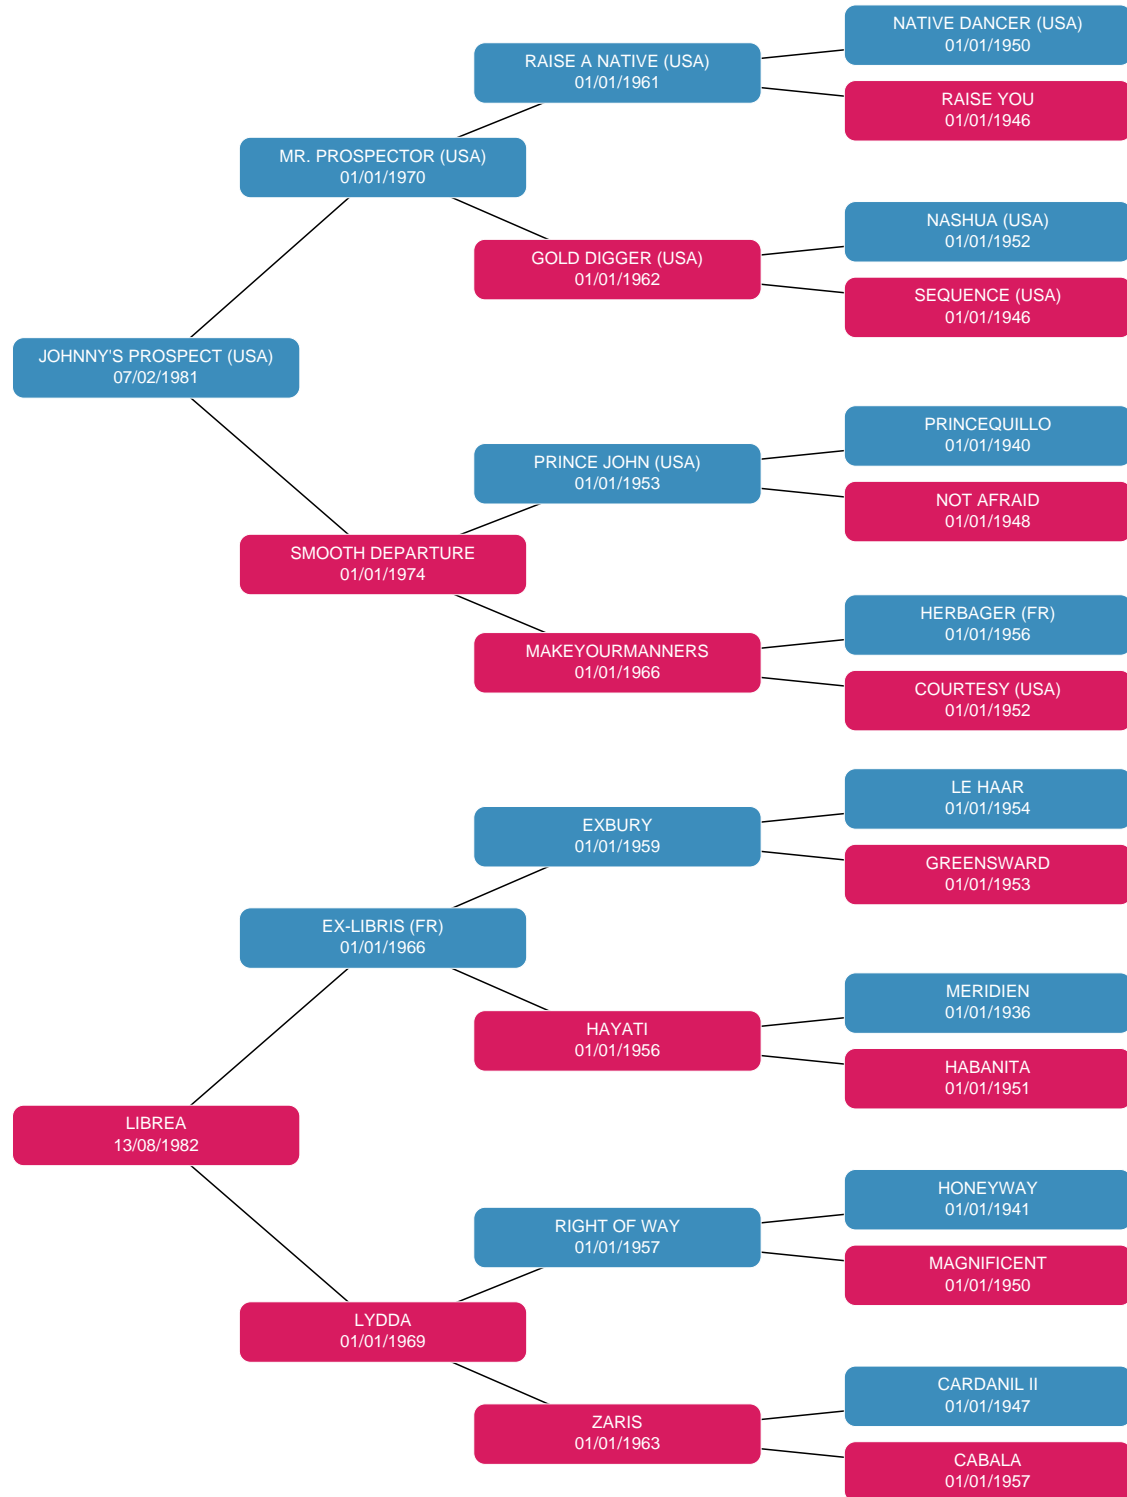 NATIVE DANCER (USA)
01/01/1950
RAISE A NATIVE (USA)
01/01/1961
RAISE YOU
01/01/1946
MR. PROSPECTOR (USA)
01/01/1970
NASHUA (USA)
01/01/1952
GOLD DIGGER (USA)
01/01/1962
SEQUENCE (USA)
01/01/1946
JOHNNY'S PROSPECT (USA)
07/02/1981
PRINCEQUILLO
01/01/1940
PRINCE JOHN (USA)
01/01/1953
NOT AFRAID
01/01/1948
SMOOTH DEPARTURE
01/01/1974
HERBAGER (FR)
01/01/1956
MAKEYOURMANNERS
01/01/1966
COURTESY (USA)
01/01/1952
LE HAAR
01/01/1954
EXBURY
01/01/1959
GREENSWARD
01/01/1953
EX-LIBRIS (FR)
01/01/1966
MERIDIEN
01/01/1936
HAYATI
01/01/1956
HABANITA
01/01/1951
LIBREA
13/08/1982
HONEYWAY
01/01/1941
RIGHT OF WAY
01/01/1957
MAGNIFICENT
01/01/1950
LYDDA
01/01/1969
CARDANIL II
01/01/1947
ZARIS
01/01/1963
CABALA
01/01/1957